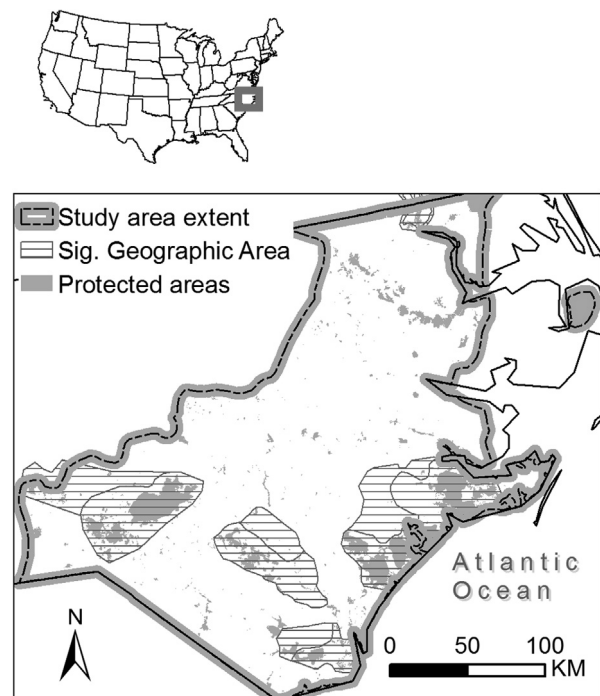 Study area extent
Sig. Geographic Area
Protected areas
Atlantic
Ocean
N
0 50 100
KM